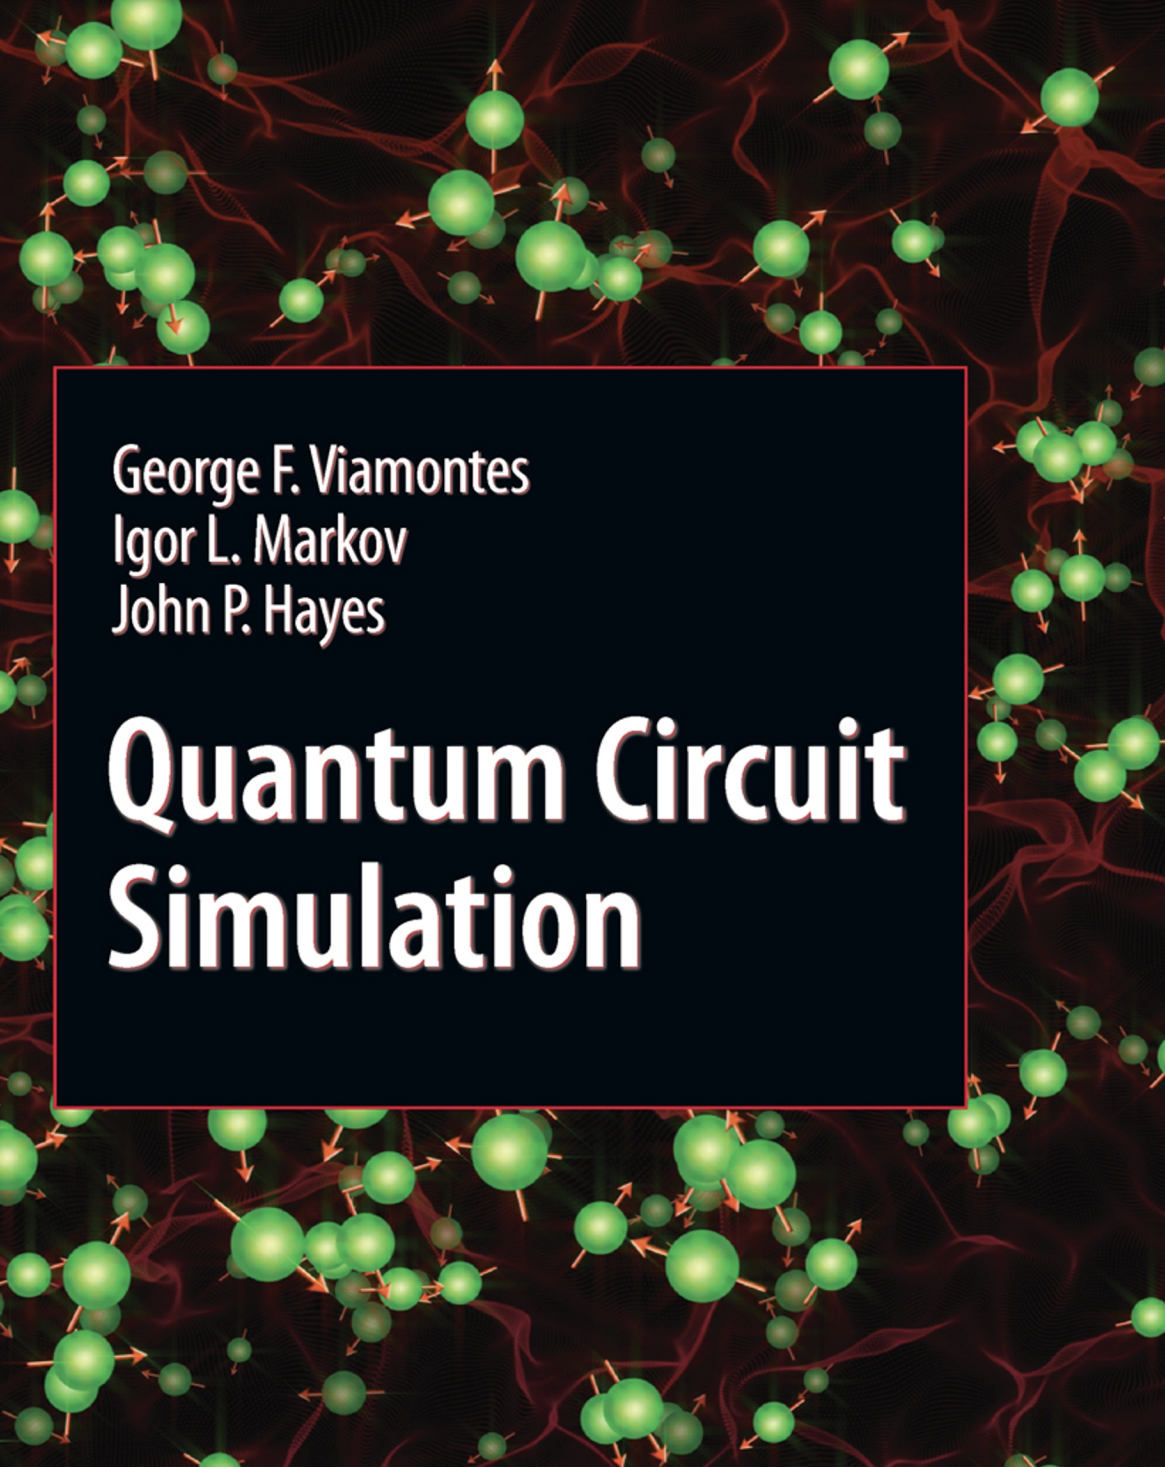 George F. Viamontes
Igor L. Markov
John P. Hayes
Quantum Circuit
Simulation